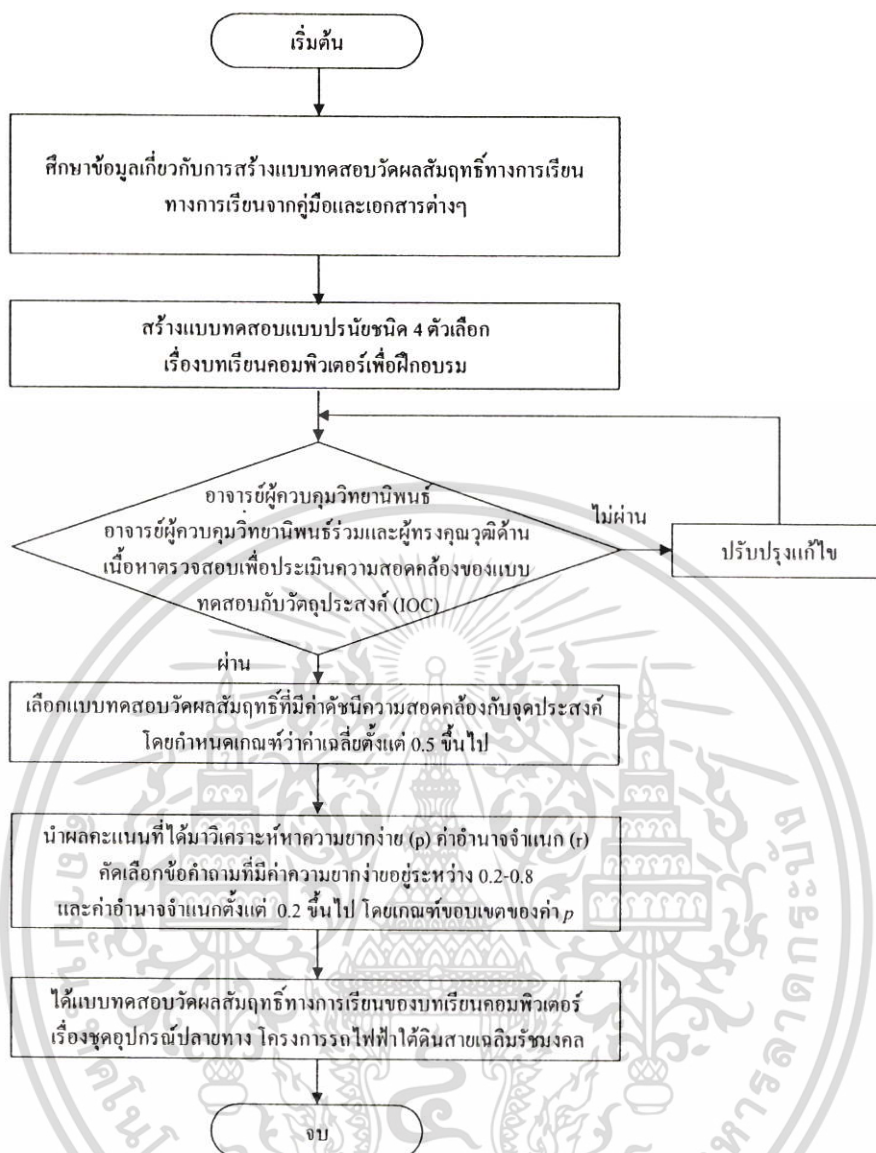 เริ่มต้น
ศึกษาข้อมูลเกี่ยวกับการสร้างแบบทดสอบวัดผลสัมฤทธิ์ทางการเรียน
ทางการเรียนจากคู่มือและเอกสารต่างๆ
สร้างแบบทดสอบแบบปรนัยชนิด 4 ตัวเลือก
เรื่องบทเรียนคอมพิวเตอร์เพื่อฝึกอบรม
อาจารย์ผู้ควบคุมวิทยานิพนธ์
อาจารย์ผู้ควบคุมวิทยานิพนธ์ร่วมและผู้ทรงคุณวุฒิด้าน
เนื้อหาตรวจสอบเพื่อประเมินความสอดคล้องของแบบ
ทดสอบกับวัตถุประสงค์ (IOC)
ไม่ผ่าน
ปรับปรุงแก้ไข
ผ่าน
เลือกแบบทดสอบวัดผลสัมฤทธิ์ที่มีค่าดัชนีความสอดคล้องกับจุดประสงค์
โดยกำหนดเกณฑ์ว่าค่าเฉลี่ยตั้งแต่ 0.5 ขึ้นไป
นำผลคะแนนที่ได้มาวิเคราะห์หาความยากง่าย (p) ค่าอำนาจจำแนก (r)
คัดเลือกข้อคำถามที่มีค่าความยากง่ายอยู่ระหว่าง 0.2-0.8
และค่าอำนาจจำแนกตั้งแต่ 0.2 ขึ้นไป โดยเกณฑ์ขอบเขตของค่า p
ได้แบบทดสอบวัดผลสัมฤทธิ์ทางการเรียนของบทเรียนคอมพิวเตอร์
เรื่องชุดอุปกรณ์ปลายทาง โครงการรถไฟฟ้าใต้ดินสายเฉลิมรัชมงคล
จบ